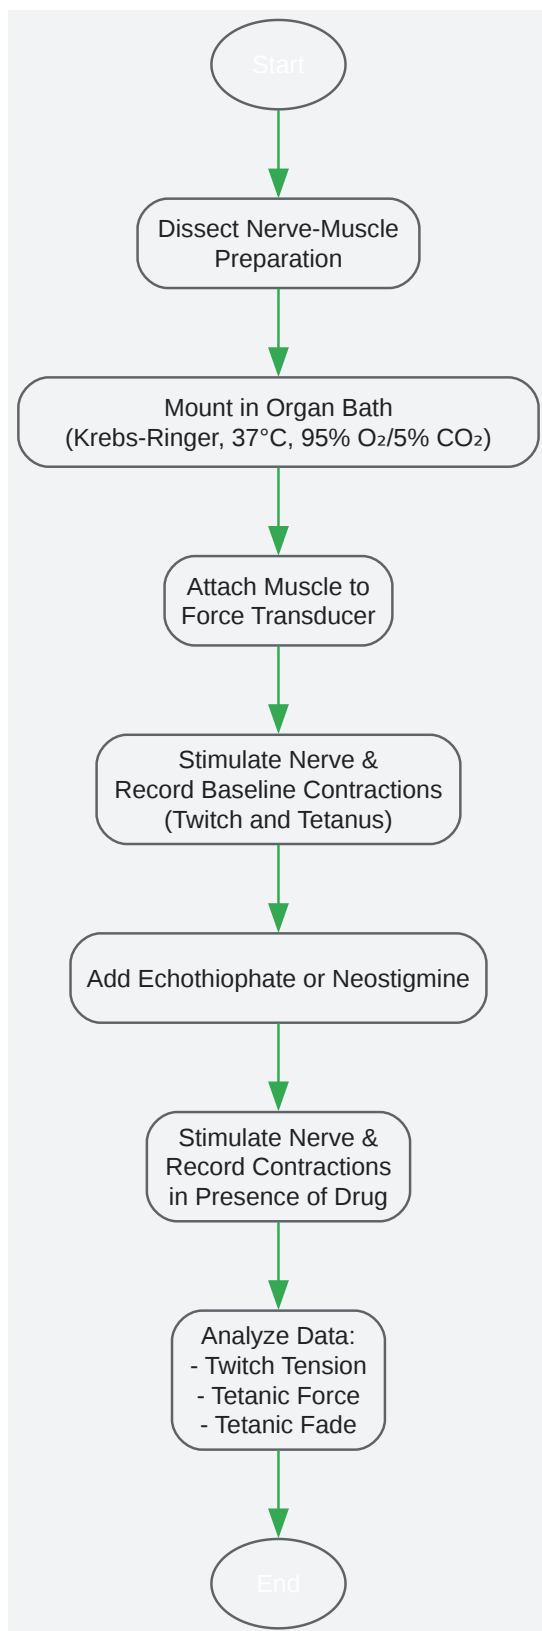 Start
Dissect Nerve-Muscle
Preparation
Mount in Organ Bath
(Krebs-Ringer, 37°C, 95% O₂/5% CO₂)
Attach Muscle to
Force Transducer
Stimulate Nerve &
Record Baseline Contractions
(Twitch and Tetanus)
Add Echothiophate or Neostigmine
Stimulate Nerve &
Record Contractions
in Presence of Drug
Analyze Data:
- Twitch Tension
- Tetanic Force
- Tetanic Fade
End